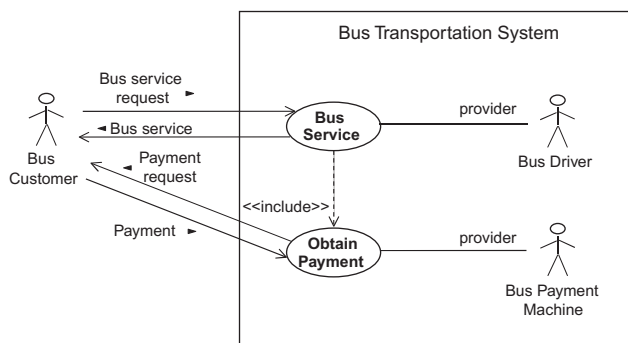 Bus Transportation System
Bus service
request
Bus service
Bus
Customer
Bus
Service
provider
Bus Driver
Payment
request
<<include>>
Payment
Obtain
Payment
provider
Bus Payment
Machine